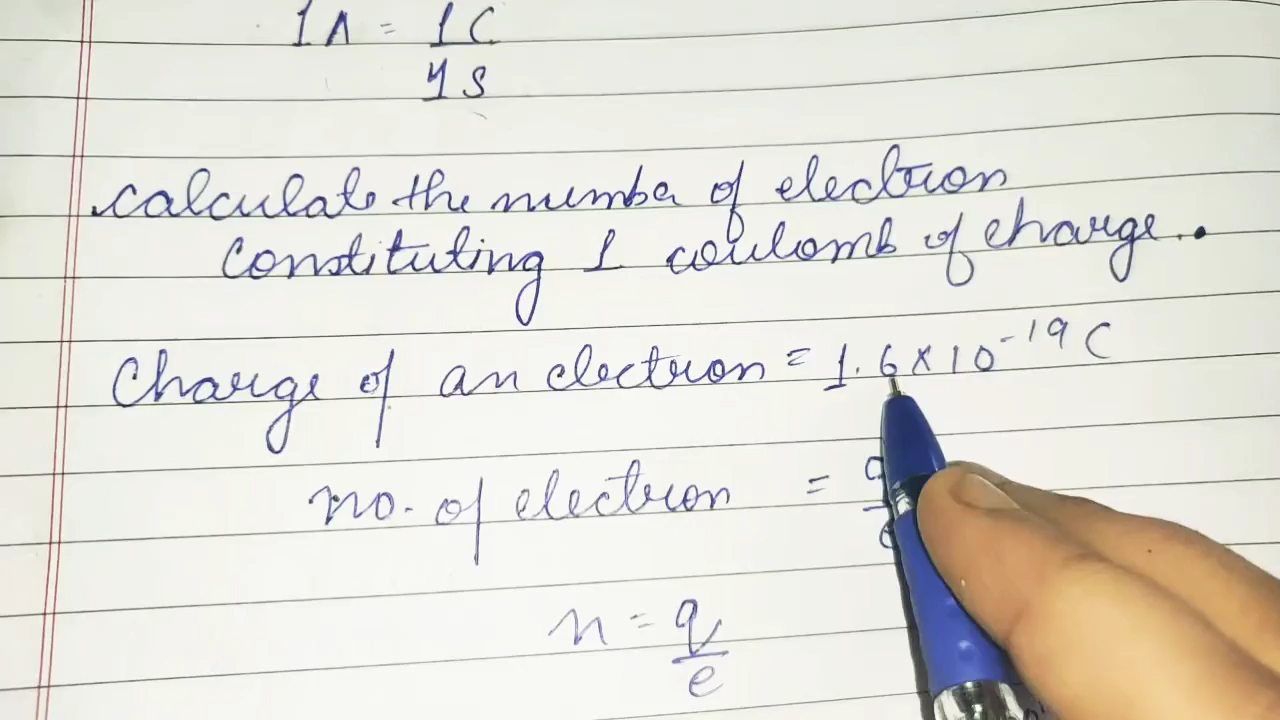 1A = 1C
1S
calculate the number of electron
constituting 1 coulomb of charge.
Charge of an electron = 1.6×10⁻¹⁹ C
no. of electron = q
e
n = q
e